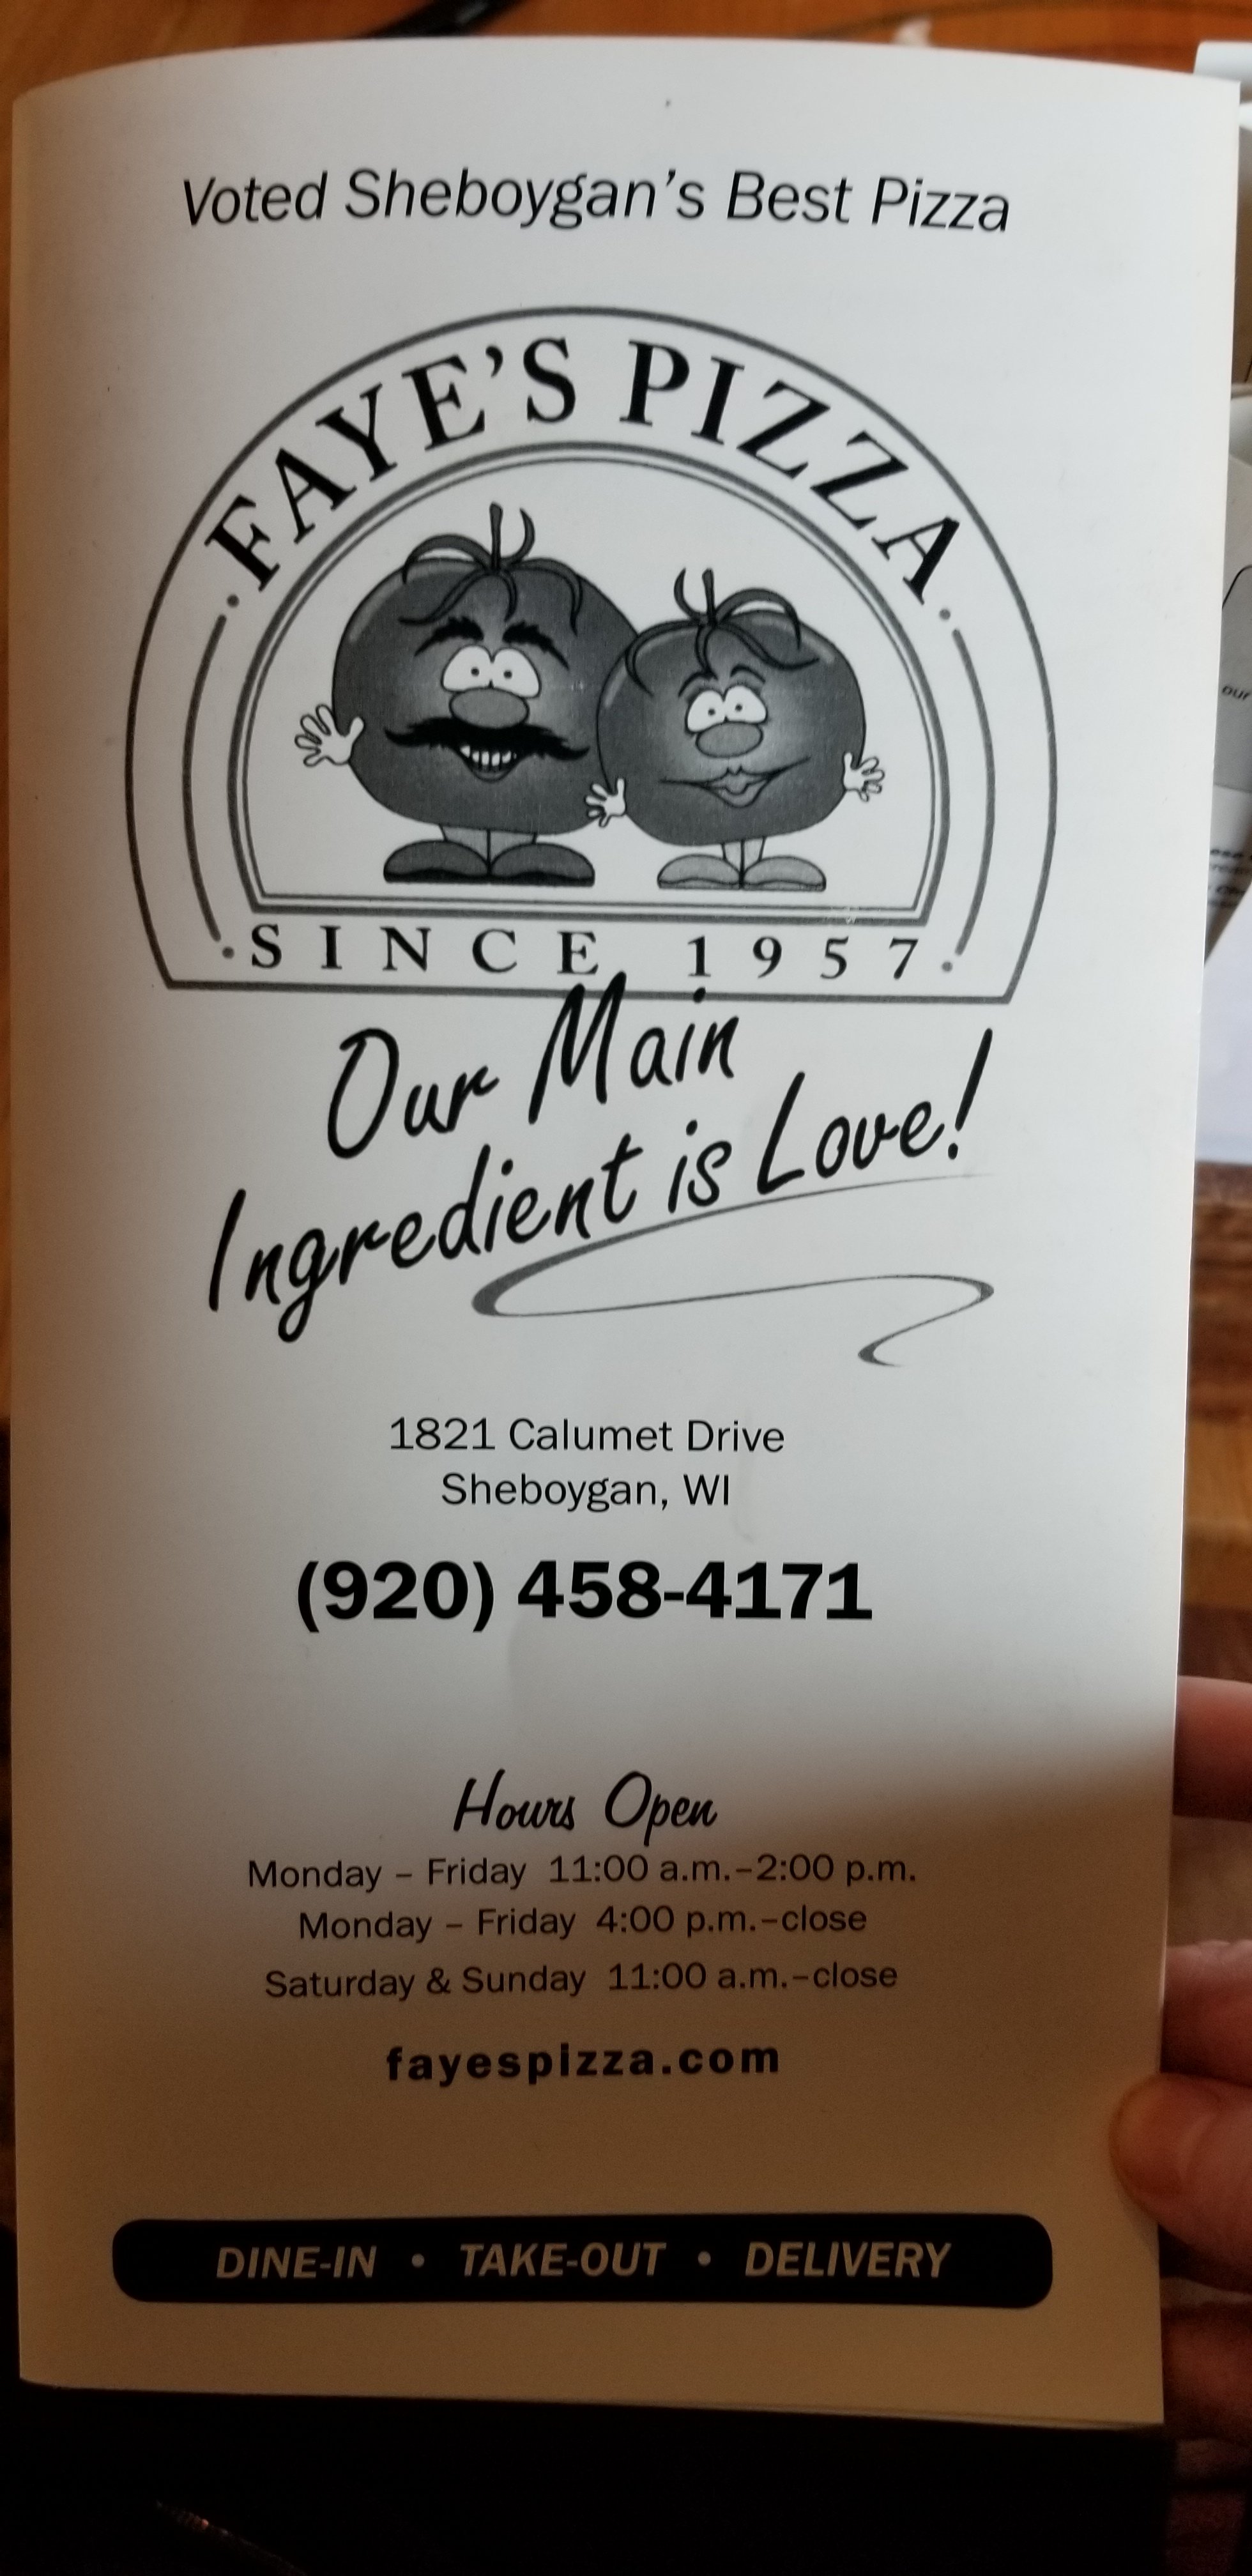 Voted Sheboygan's Best Pizza
FAYE'S PIZZA
SINCE 1957
Our Main
Ingredient is Love!
1821 Calumet Drive
Sheboygan, WI
(920) 458-4171
Hours Open
Monday – Friday 11:00 a.m.–2:00 p.m.
Monday – Friday 4:00 p.m.–close
Saturday & Sunday 11:00 a.m.–close
fayespizza.com
DINE-IN • TAKE-OUT • DELIVERY
our